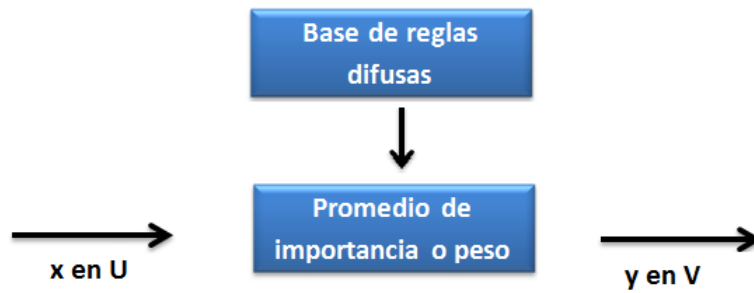 Base de reglas
difusas
Promedio de
importancia o peso
x en U
y en V